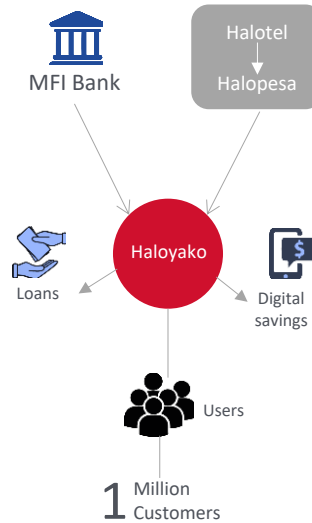 MFI Bank
Halotel
Halopesa
Haloyako
Loans
$
Digital
savings
Users
1 Million
Customers